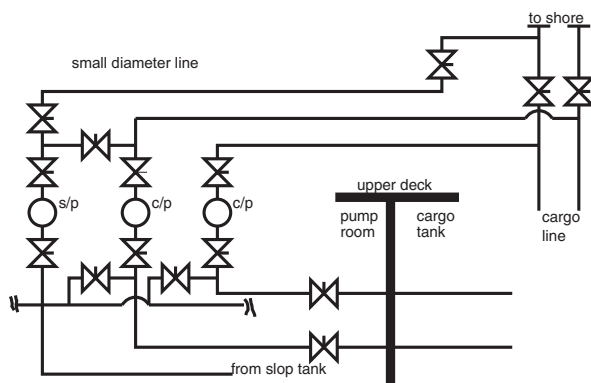 to shore
small diameter line
s/p
c/p
c/p
upper deck
pump
room
cargo
tank
cargo
line
from slop tank